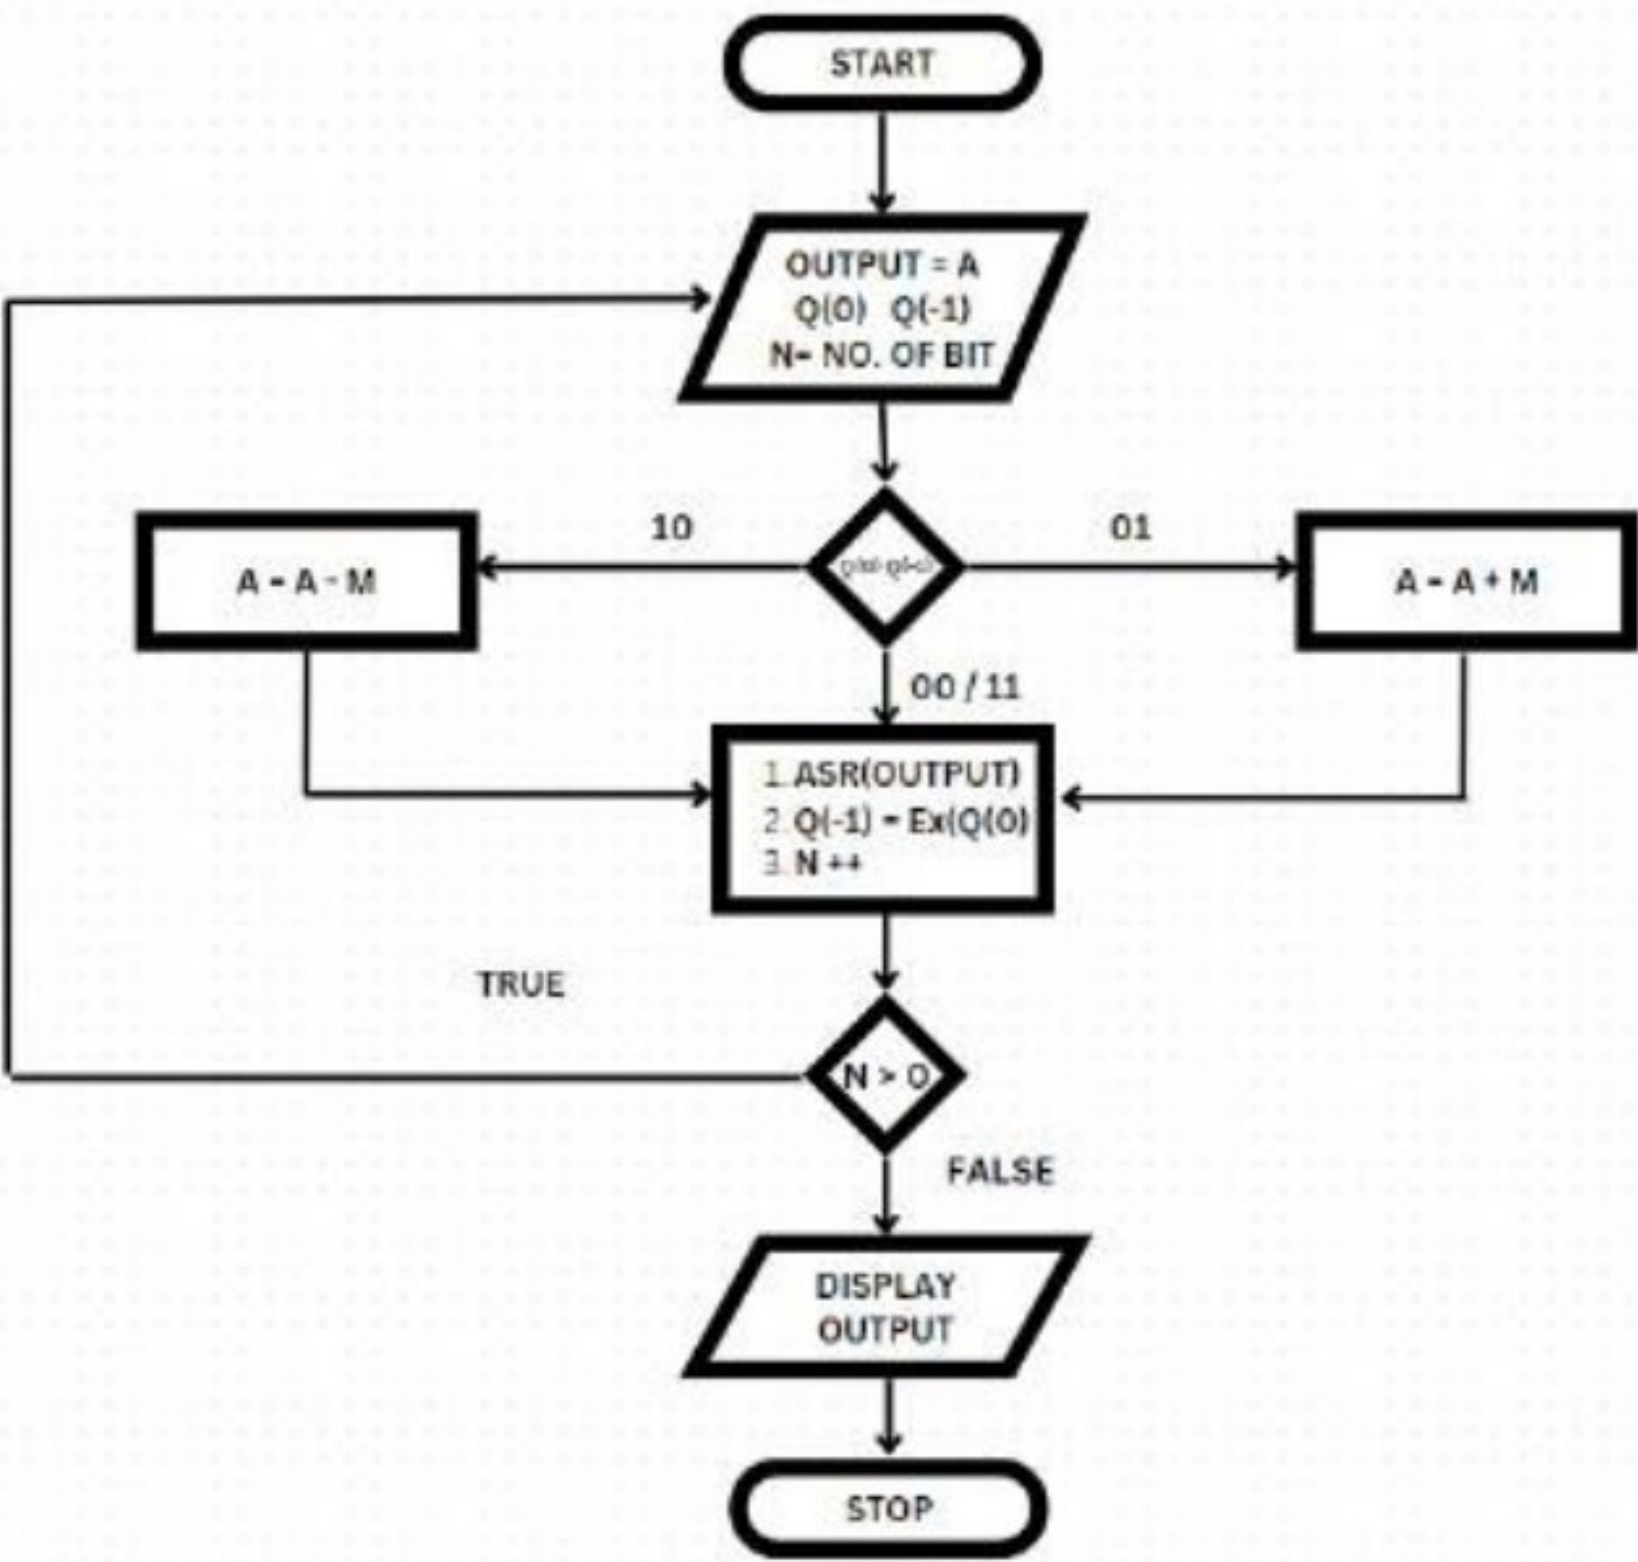 START
OUTPUT = A
Q(0) Q(-1)
N= NO. OF BIT
10
01
A = A - M
A = A + M
00 / 11
1. ASR(OUTPUT)
2. Q(-1) = Ex(Q(0)
3. N ++
TRUE
N > 0
FALSE
DISPLAY
OUTPUT
STOP